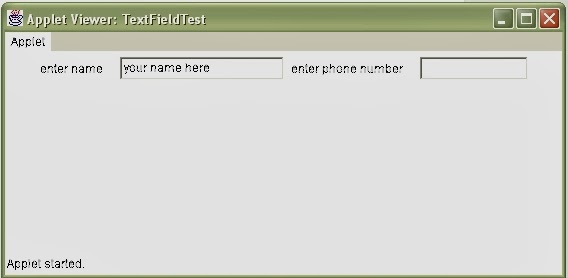 Applet Viewer: TextFieldTest
Applet
enter name your name here enter phone number
Applet started.